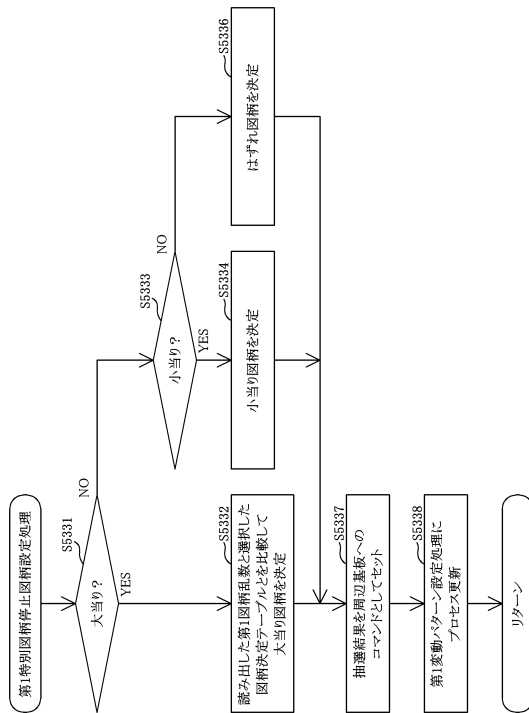 第1特別図柄停止図柄設定処理
S5331
大当り?
YES
NO
S5332
読み出した第1図柄乱数と選択した
図柄決定テーブルとを比較して
大当り図柄を決定
S5333
小当り?
YES
NO
S5334
小当り図柄を決定
S5336
はずれ図柄を決定
S5337
抽選結果を周辺基板への
コマンドとしてセット
S5338
第1変動パターン設定処理に
プロセス更新
リターン